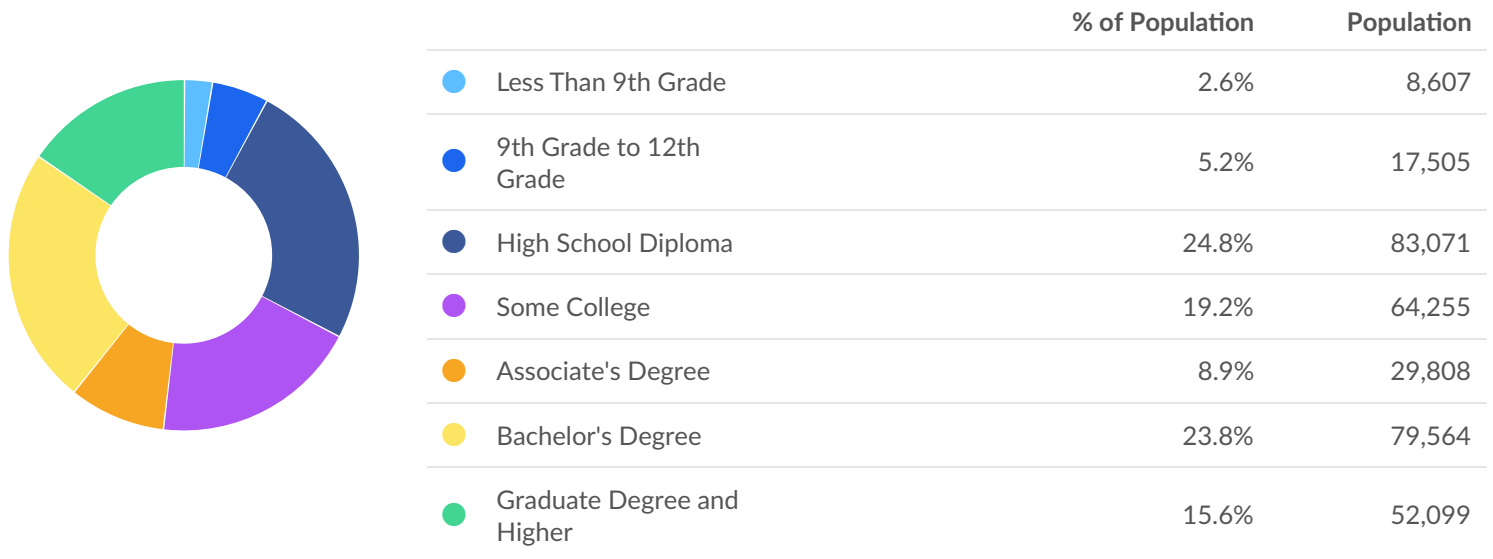 % of Population Population
Less Than 9th Grade 2.6% 8,607
9th Grade to 12th
Grade 5.2% 17,505
High School Diploma 24.8% 83,071
Some College 19.2% 64,255
Associate's Degree 8.9% 29,808
Bachelor's Degree 23.8% 79,564
Graduate Degree and
Higher 15.6% 52,099